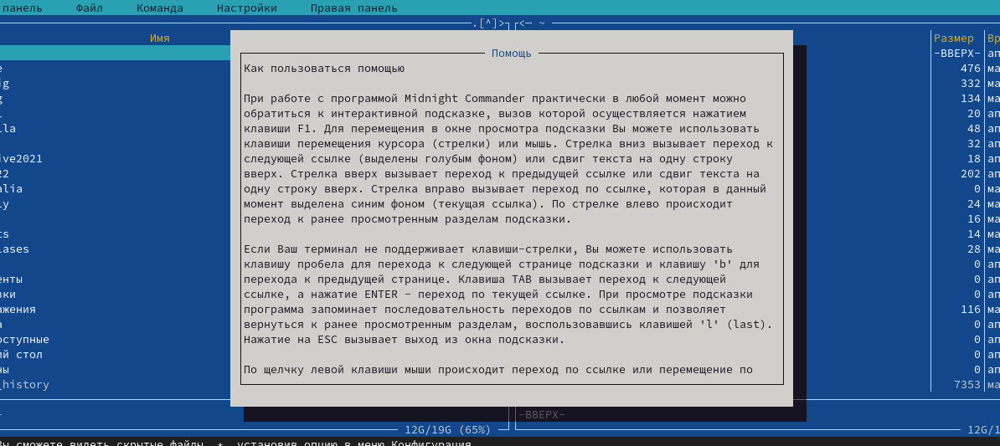 панель Файл Команда Настройки Правая панель
.[^]> <─ ~
Имя Размер Вр
-ВВЕРХ- ап
е 476 ма
ig 332 ма
g 134 ма
20 ап
lla 48 ап
32 ма
ive2021 18 ап
22 202 ап
alia 0 ма
ly 24 ап
16 ма
ts 14 ма
lases 28 ма
0 ап
енты 0 ап
зки 0 ап
ажения 116 ма
а 0 ап
оступные 0 ап
ий стол 0 ап
ны 0 ап
_history 7353 ма
Помощь
Как пользоваться помощью
При работе с программой Midnight Commander практически в любой момент можно
обратиться к интерактивной подсказке, вызов которой осуществляется нажатием
клавиши F1. Для перемещения в окне просмотра подсказки Вы можете использовать
клавиши перемещения курсора (стрелки) или мышь. Стрелка вниз вызывает переход к
следующей ссылке (выделены голубым фоном) или сдвиг текста на одну строку
вверх. Стрелка вверх вызывает переход к предыдущей ссылке или сдвиг текста на
одну строку вверх. Стрелка вправо вызывает переход по ссылке, которая в данный
момент выделена синим фоном (текущая ссылка). По стрелке влево происходит
переход к ранее просмотренным разделам подсказки.
Если Ваш терминал не поддерживает клавиши-стрелки, Вы можете использовать
клавишу пробела для перехода к следующей странице подсказки и клавишу 'b' для
перехода к предыдущей странице. Клавиша TAB вызывает переход к следующей
ссылке, а нажатие ENTER - переход по текущей ссылке. При просмотре подсказки
программа запоминает последовательность переходов по ссылкам и позволяет
вернуться к ранее просмотренным разделам, воспользовавшись клавишей 'l' (last).
Нажатие на ESC вызывает выход из окна подсказки.
По щелчку левой клавиши мыши происходит переход по ссылке или перемещение по
-ВВЕРХ-
12G/19G (65%) 12G/1
Вы сможете видеть скрытые файлы .*, установив опцию в меню Конфигурация